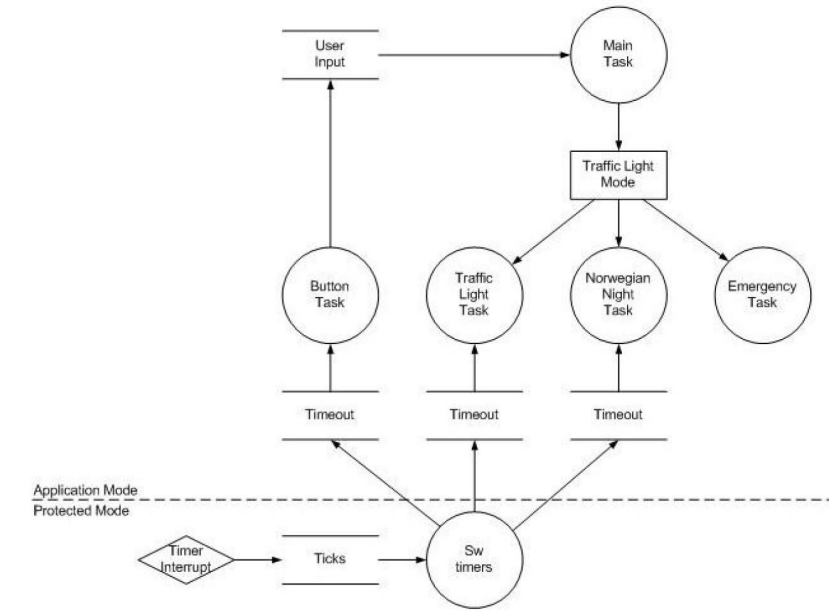 User
Input
Main
Task
Traffic Light
Mode
Button
Task
Traffic
Light
Task
Norwegian
Night
Task
Emergency
Task
Timeout
Timeout
Timeout
Application Mode
Protected Mode
Timer
Interrupt
Ticks
Sw
timers